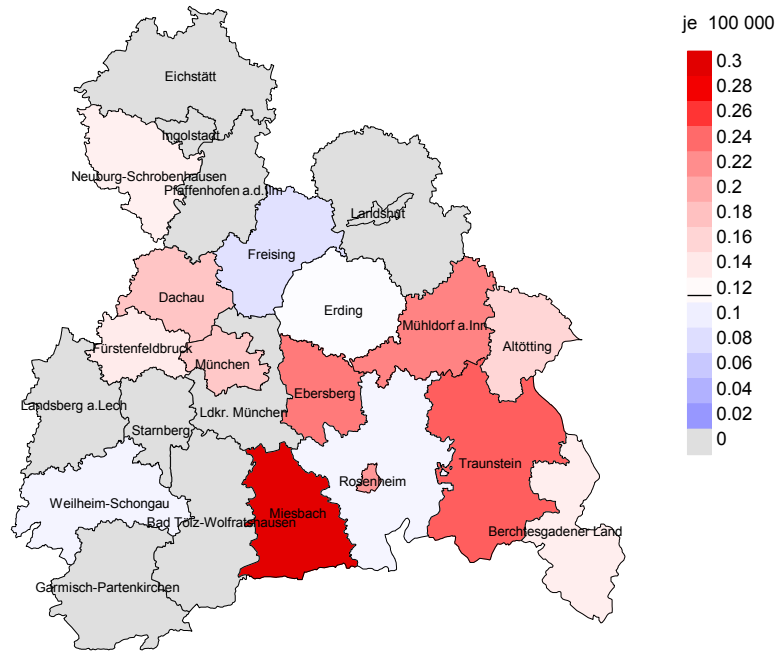 je 100 000
0.3
0.28
0.26
0.24
0.22
0.2
0.18
0.16
0.14
0.12
0.1
0.08
0.06
0.04
0.02
0
Eichstätt
Ingolstadt
Neuburg-Schrobenhausen
Pfaffenhofen a.d.Ilm
Landshut
Freising
Dachau
Erding
Mühldorf a.Inn
Altötting
Fürstenfeldbruck
München
Ebersberg
Landsberg a.Lech
Ldkr. München
Starnberg
Traunstein
Rosenheim
Weilheim-Schongau
Miesbach
Bad Tölz-Wolfratshausen
Berchtesgadener Land
Garmisch-Partenkirchen